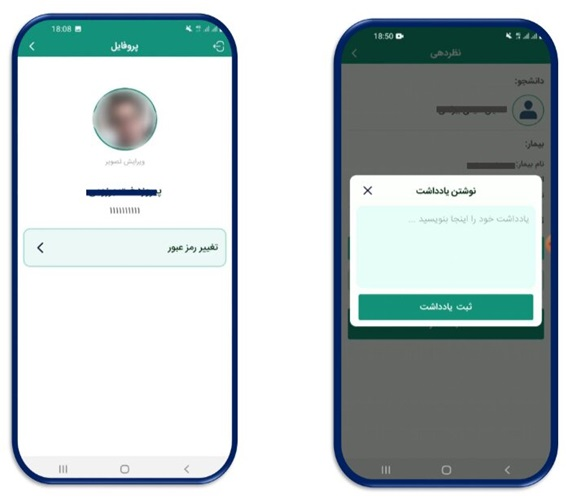 18:08
پروفایل
ویرایش تصویر
۱۱۱۱۱۱۱۱۱۱
تغییر رمز عبور
18:50
نظردهی
دانشجو:
بیمار:
نام بیمار:
نوشتن یادداشت
یادداشت خود را اینجا بنویسید ...
ثبت یادداشت